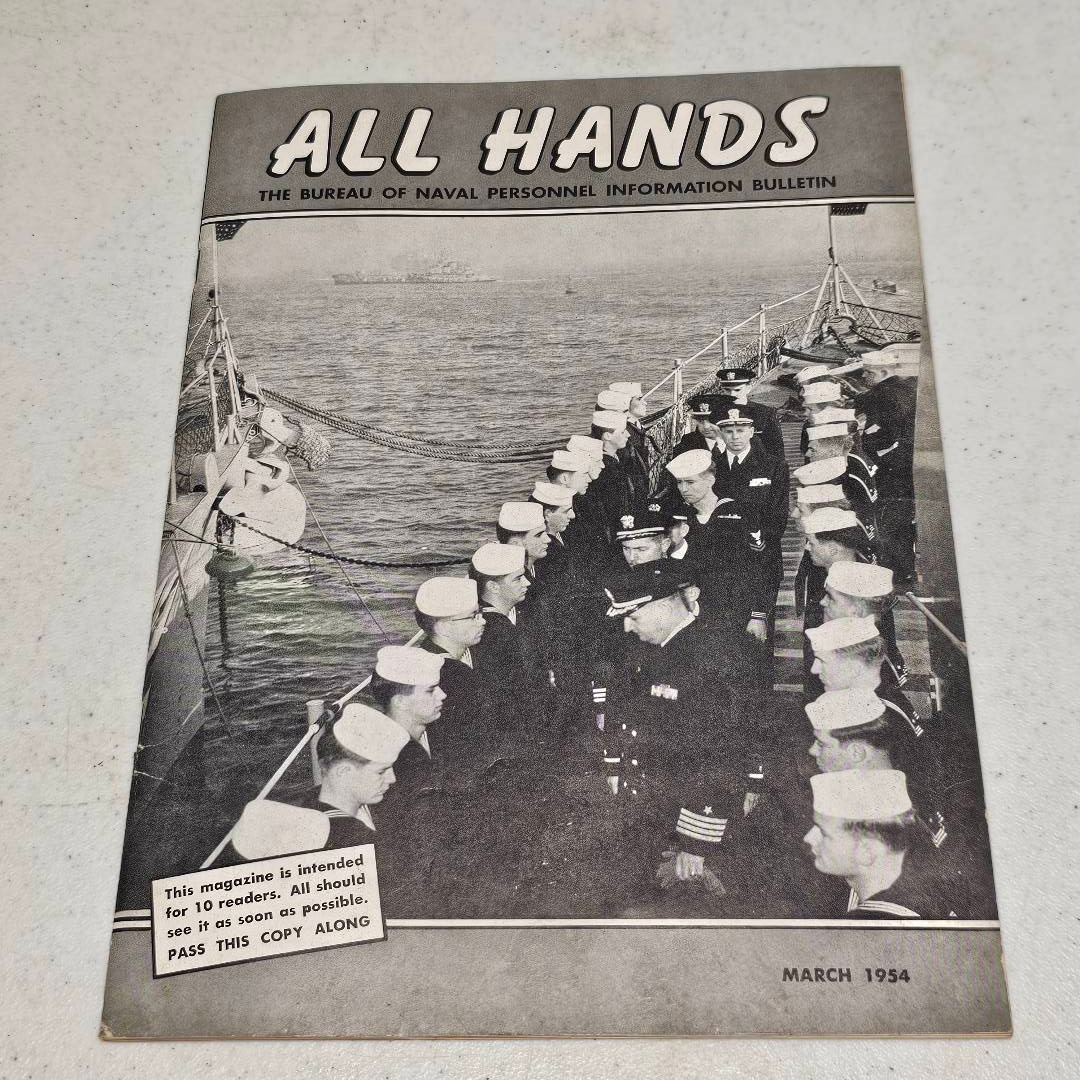 ALL HANDS
THE BUREAU OF NAVAL PERSONNEL INFORMATION BULLETIN
This magazine is intended
for 10 readers. All should
see it as soon as possible.
PASS THIS COPY ALONG
MARCH 1954